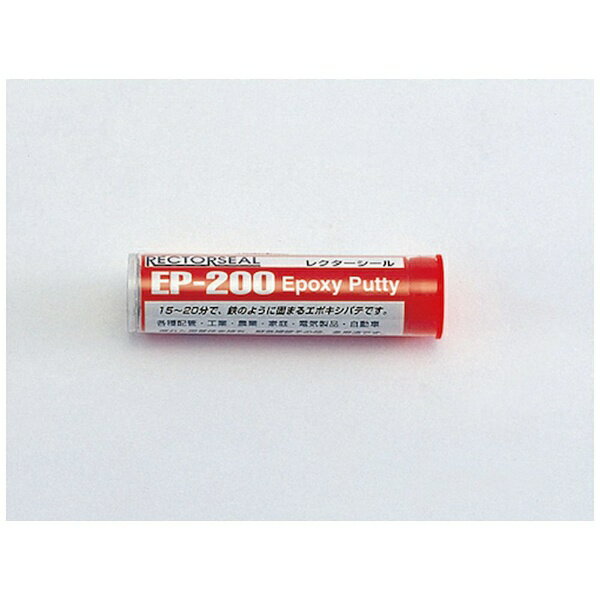 RECTORSEAL レクターシール
EP-200 Epoxy Putty
15~20分で、鉄のように固まるエポキシパテです。
各種配管・工業・農業・家庭・電気製品・自動車